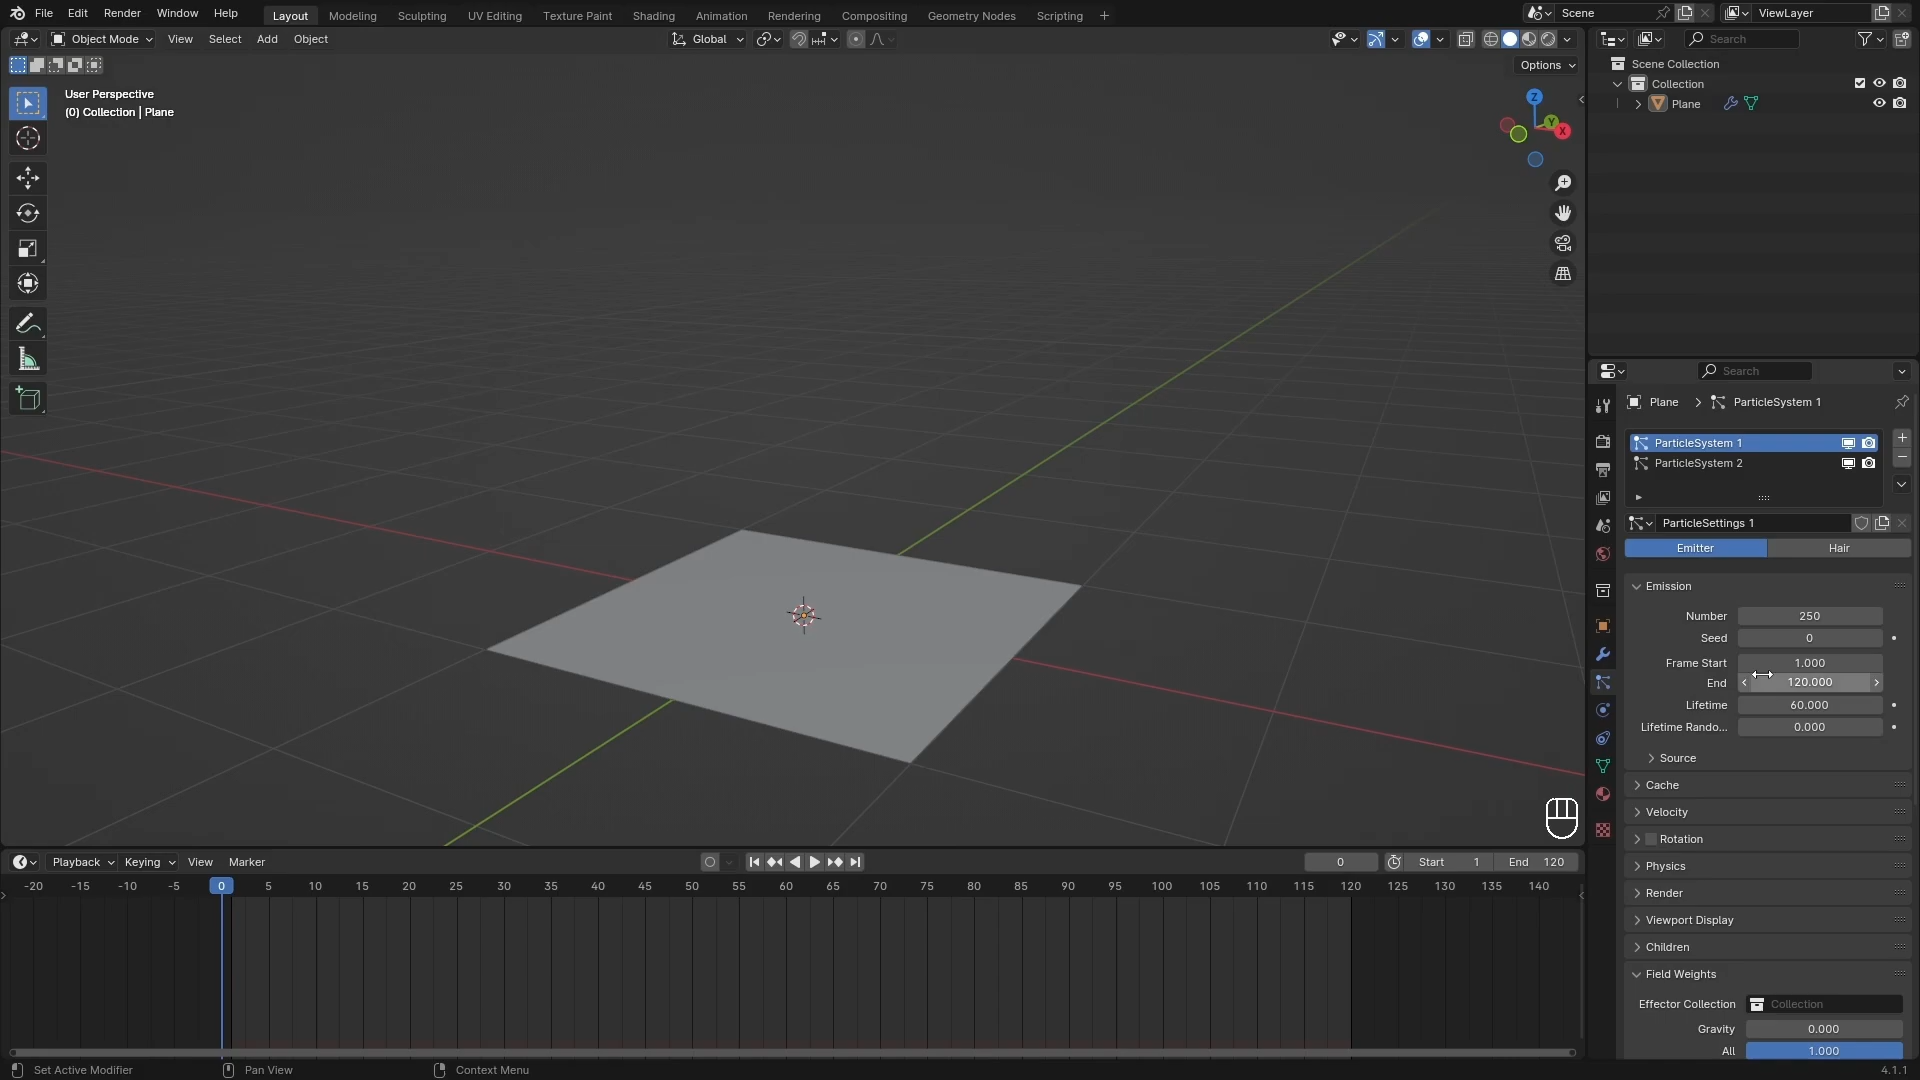 File Edit Render Window Help Layout Modeling Sculpting UV Editing Texture Paint Shading Animation Rendering Compositing Geometry Nodes Scripting + Scene ViewLayer
Object Mode View Select Add Object Global Search
Options
User Perspective
(0) Collection | Plane
Z
Y
X
Scene Collection
Collection
Plane
Search
Plane > ParticleSystem 1
ParticleSystem 1
ParticleSystem 2
ParticleSettings 1
Emitter Hair
Emission
Number 250
Seed 0
Frame Start 1.000
End 120.000
Lifetime 60.000
Lifetime Rando... 0.000
Source
Cache
Velocity
Rotation
Physics
Render
Viewport Display
Children
Field Weights
Effector Collection Collection
Gravity 0.000
All 1.000
Playback Keying View Marker 0 Start 1 End 120
-20 -15 -10 -5 0 5 10 15 20 25 30 35 40 45 50 55 60 65 70 75 80 85 90 95 100 105 110 115 120 125 130 135 140
Set Active Modifier Pan View Context Menu 4.1.1